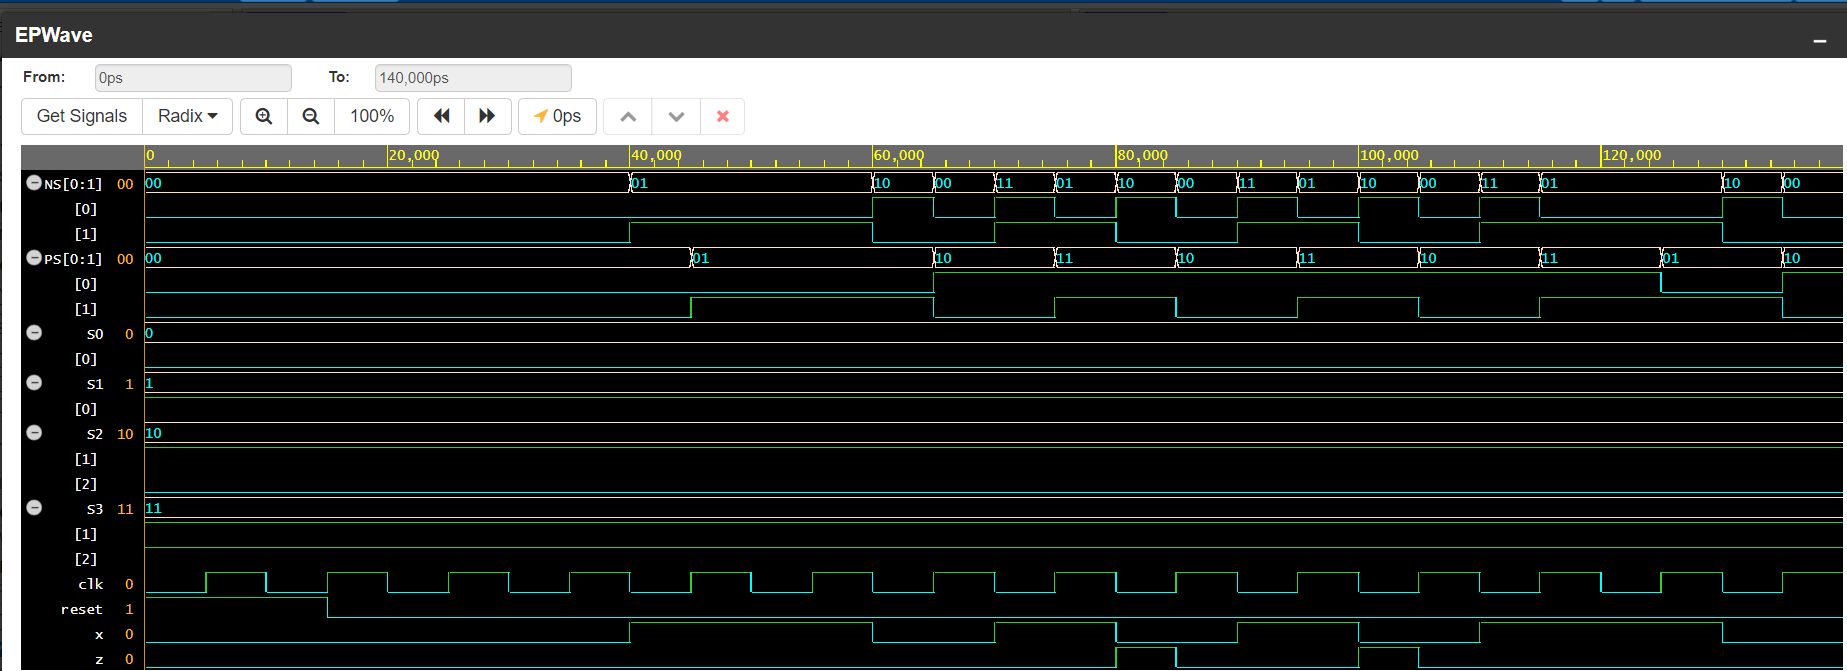 EPWave
From: 0ps To: 140,000ps
Get Signals Radix 100% 0ps
0 20,000 40,000 60,000 80,000 100,000 120,000
NS[0:1] 00 00 01 10 00 11 01 10 00 11 01 10 00 11 01 10 00
[0]
[1]
PS[0:1] 00 00 01 10 11 10 11 10 11 01 10
[0]
[1]
S0 0 0
[0]
S1 1 1
[0]
S2 10 10
[1]
[2]
S3 11 11
[1]
[2]
clk 0
reset 1
x 0
z 0